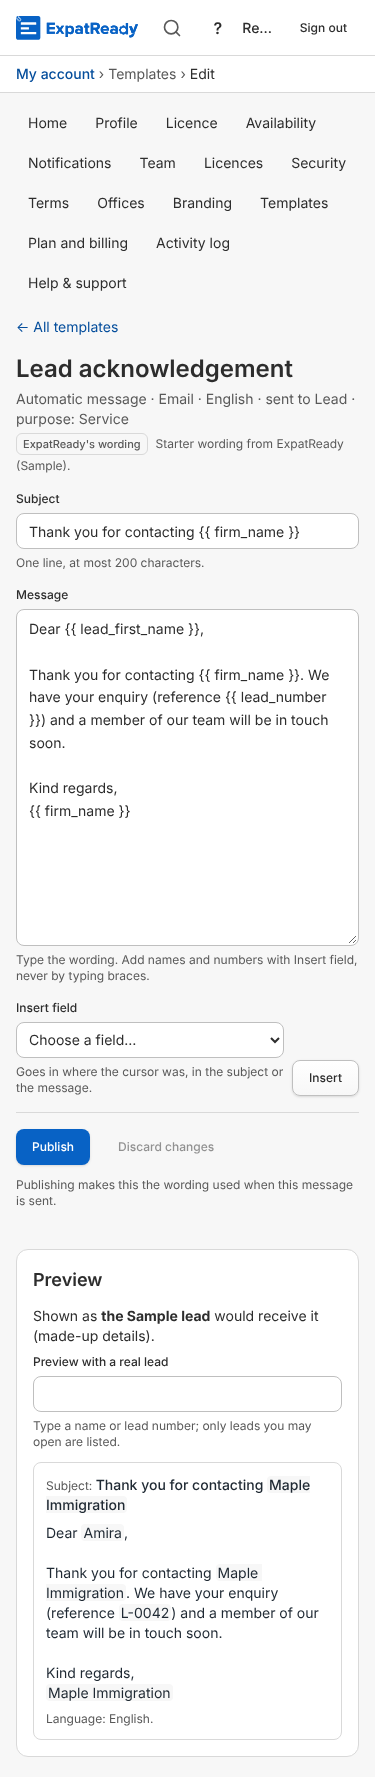 ExpatReady ? Re... Sign out
My account › Templates › Edit
Home Profile Licence Availability
Notifications Team Licences Security
Terms Offices Branding Templates
Plan and billing Activity log
Help & support
← All templates
Lead acknowledgement
Automatic message · Email · English · sent to Lead ·
purpose: Service
ExpatReady's wording Starter wording from ExpatReady
(Sample).
Subject
Thank you for contacting {{ firm_name }}
One line, at most 200 characters.
Message
Dear {{ lead_first_name }},
Thank you for contacting {{ firm_name }}. We
have your enquiry (reference {{ lead_number
}}) and a member of our team will be in touch
soon.
Kind regards,
{{ firm_name }}
Type the wording. Add names and numbers with Insert field,
never by typing braces.
Insert field
Choose a field...
Goes in where the cursor was, in the subject or
the message.
Insert
Publish Discard changes
Publishing makes this the wording used when this message
is sent.
Preview
Shown as the Sample lead would receive it
(made-up details).
Preview with a real lead
Type a name or lead number; only leads you may
open are listed.
Subject: Thank you for contacting Maple
Immigration
Dear Amira,
Thank you for contacting Maple
Immigration. We have your enquiry
(reference L-0042) and a member of our
team will be in touch soon.
Kind regards,
Maple Immigration
Language: English.